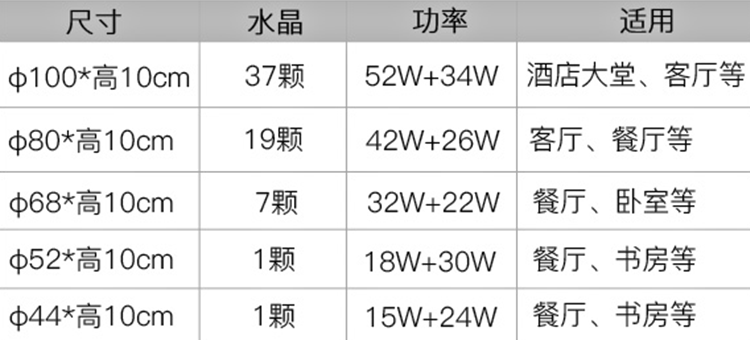 尺寸 水晶 功率 适用
φ100*高10cm 37颗 52W+34W 酒店大堂、客厅等
φ80*高10cm 19颗 42W+26W 客厅、餐厅等
φ68*高10cm 7颗 32W+22W 餐厅、卧室等
φ52*高10cm 1颗 18W+30W 餐厅、书房等
φ44*高10cm 1颗 15W+24W 餐厅、书房等